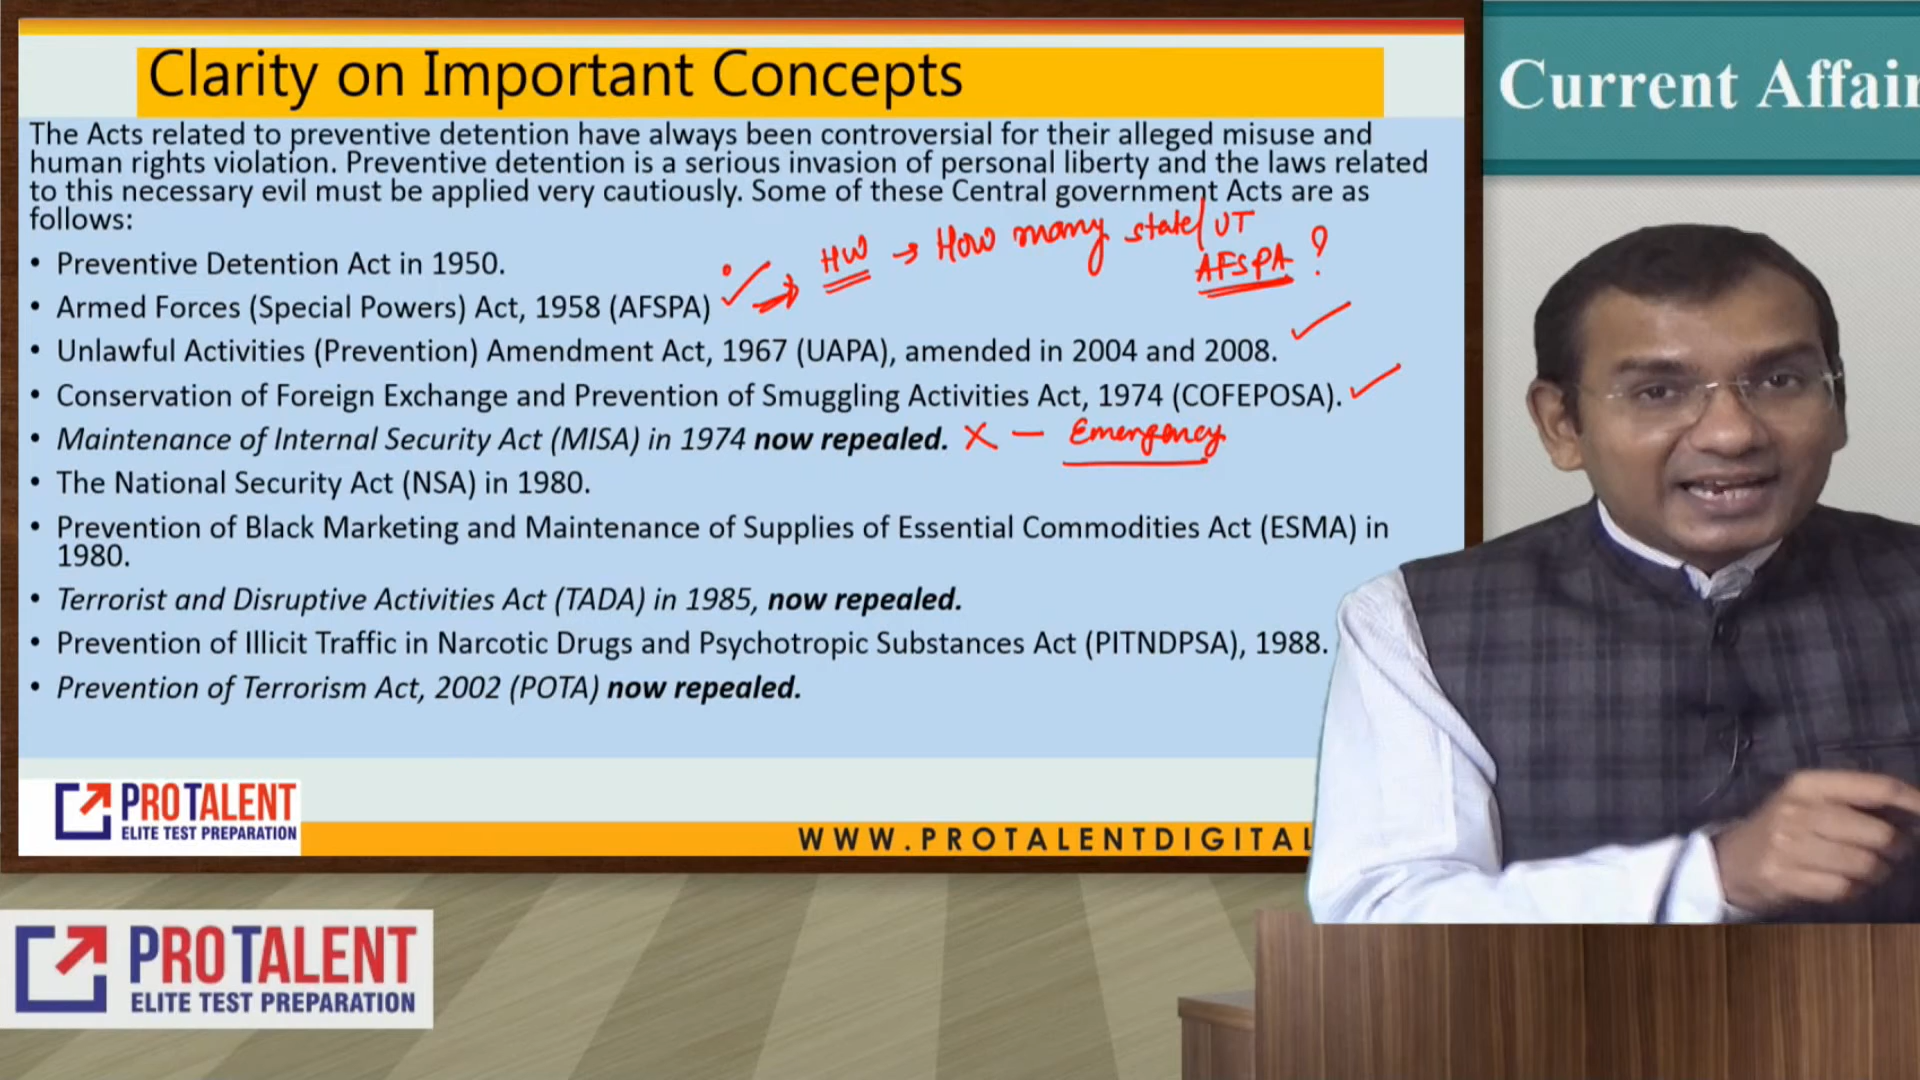 Clarity on Important Concepts
Current Affair
The Acts related to preventive detention have always been controversial for their alleged misuse and
human rights violation. Preventive detention is a serious invasion of personal liberty and the laws related
to this necessary evil must be applied very cautiously. Some of these Central government Acts are as
follows:
HW → How many state/UT
AFSPA ?
• Preventive Detention Act in 1950.
• Armed Forces (Special Powers) Act, 1958 (AFSPA)
• Unlawful Activities (Prevention) Amendment Act, 1967 (UAPA), amended in 2004 and 2008.
• Conservation of Foreign Exchange and Prevention of Smuggling Activities Act, 1974 (COFEPOSA).
• Maintenance of Internal Security Act (MISA) in 1974 now repealed. X – Emergency
• The National Security Act (NSA) in 1980.
• Prevention of Black Marketing and Maintenance of Supplies of Essential Commodities Act (ESMA) in
1980.
• Terrorist and Disruptive Activities Act (TADA) in 1985, now repealed.
• Prevention of Illicit Traffic in Narcotic Drugs and Psychotropic Substances Act (PITNDPSA), 1988.
• Prevention of Terrorism Act, 2002 (POTA) now repealed.
PROTALENT
ELITE TEST PREPARATION
WWW.PROTALENTDIGITAL
PROTALENT
ELITE TEST PREPARATION